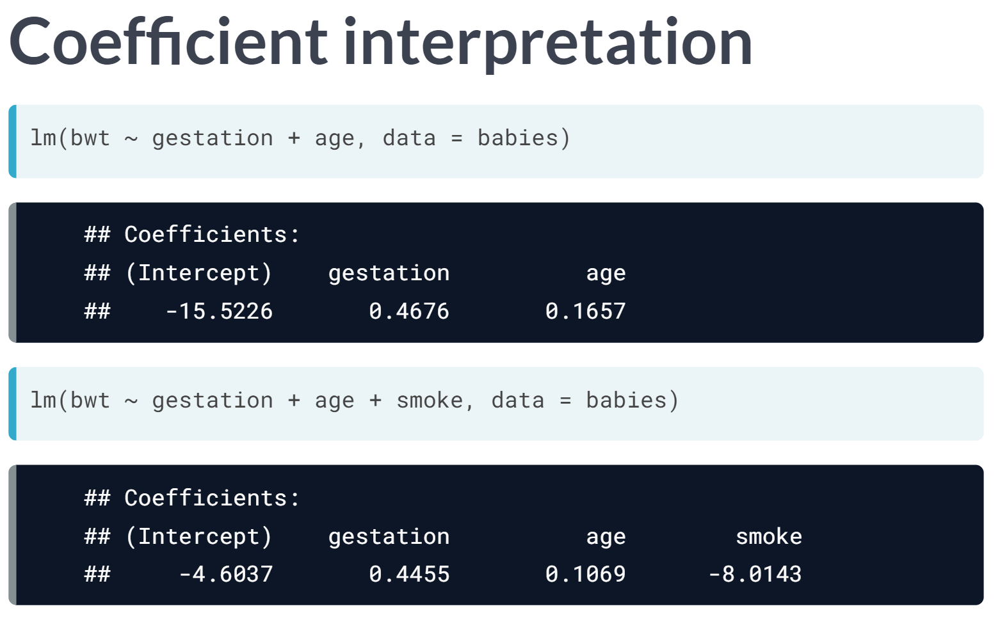 Coefficient interpretation
lm(bwt ~ gestation + age, data = babies)
## Coefficients:
## (Intercept)    gestation          age
##    -15.5226       0.4676       0.1657
lm(bwt ~ gestation + age + smoke, data = babies)
## Coefficients:
## (Intercept)    gestation          age        smoke
##     -4.6037       0.4455       0.1069      -8.0143